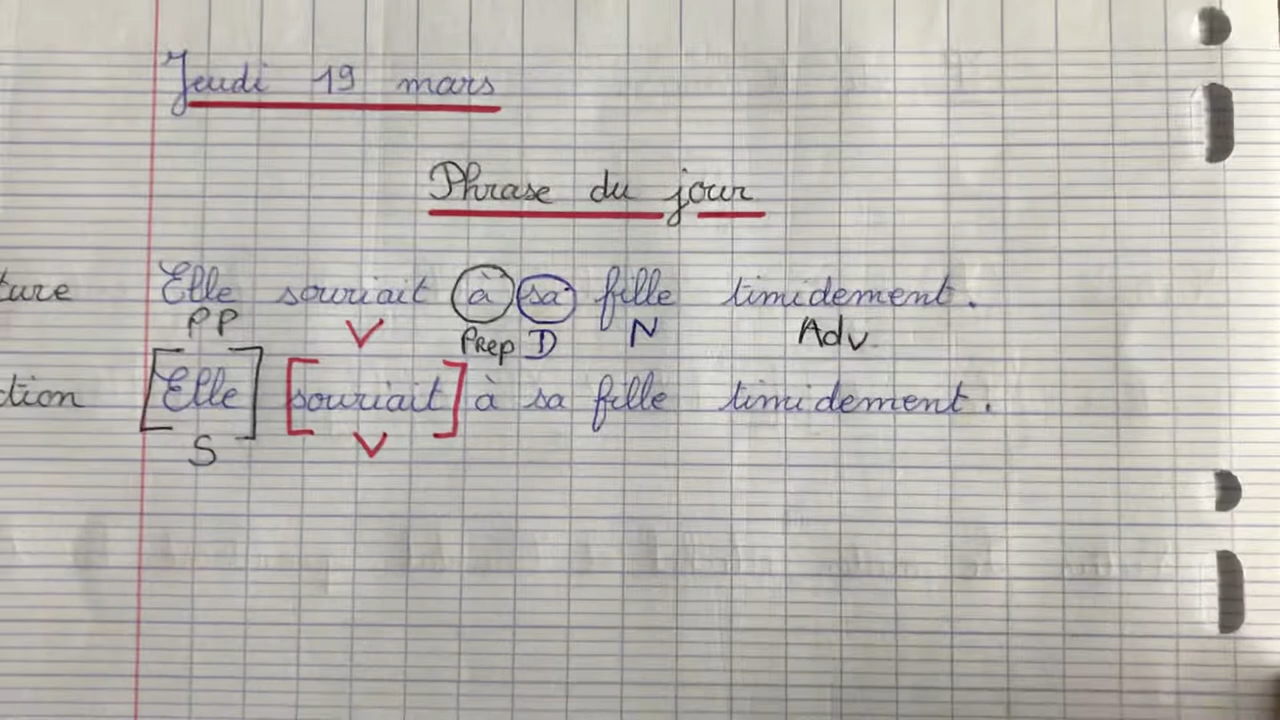 Jeudi 19 mars
Phrase du jour
ture Elle souriait à sa fille timidement.
PP V Prep D N Adv
ction [Elle] [souriait] à sa fille timidement.
S V